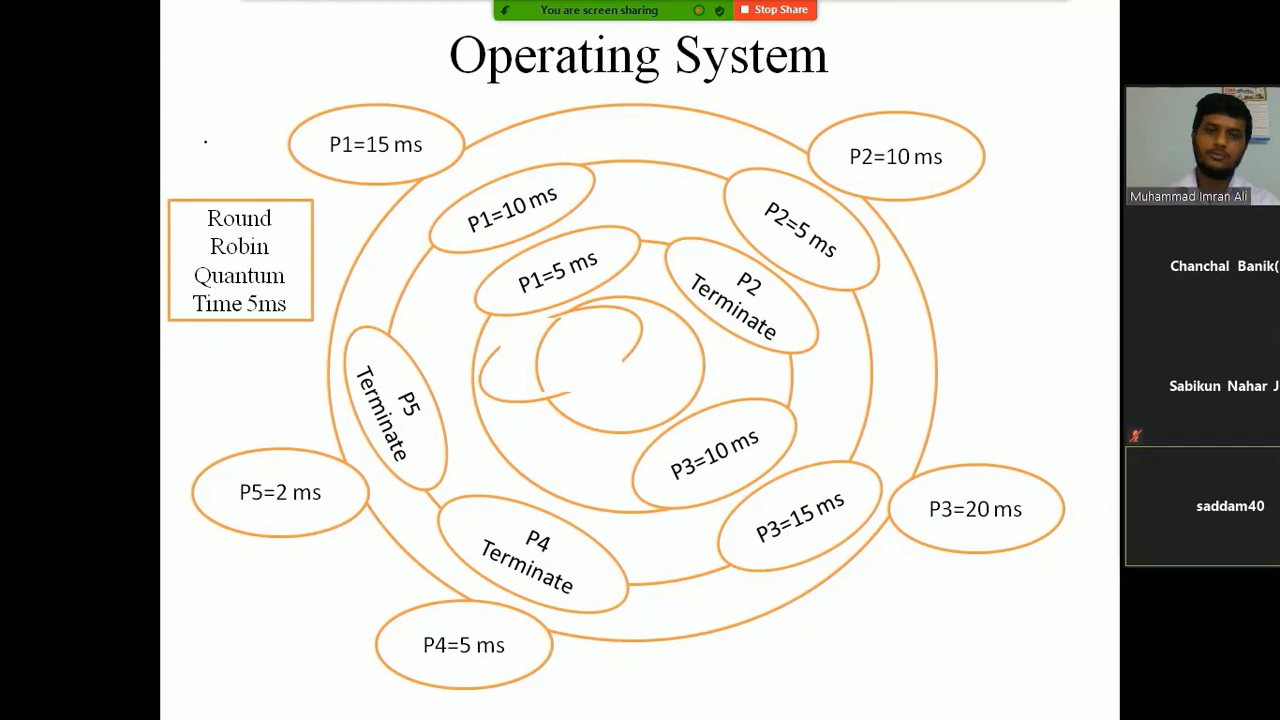 You are screen sharing
Stop Share
Operating System
P1=15 ms
P2=10 ms
Round
Robin
Quantum
Time 5ms
P1=10 ms
P2=5 ms
P1=5 ms
P2
Terminate
P5
Terminate
P3=10 ms
P5=2 ms
P3=15 ms
P3=20 ms
P4
Terminate
P4=5 ms
Muhammad Imran Ali
Chanchal Banik(
Sabikun Nahar J
saddam40